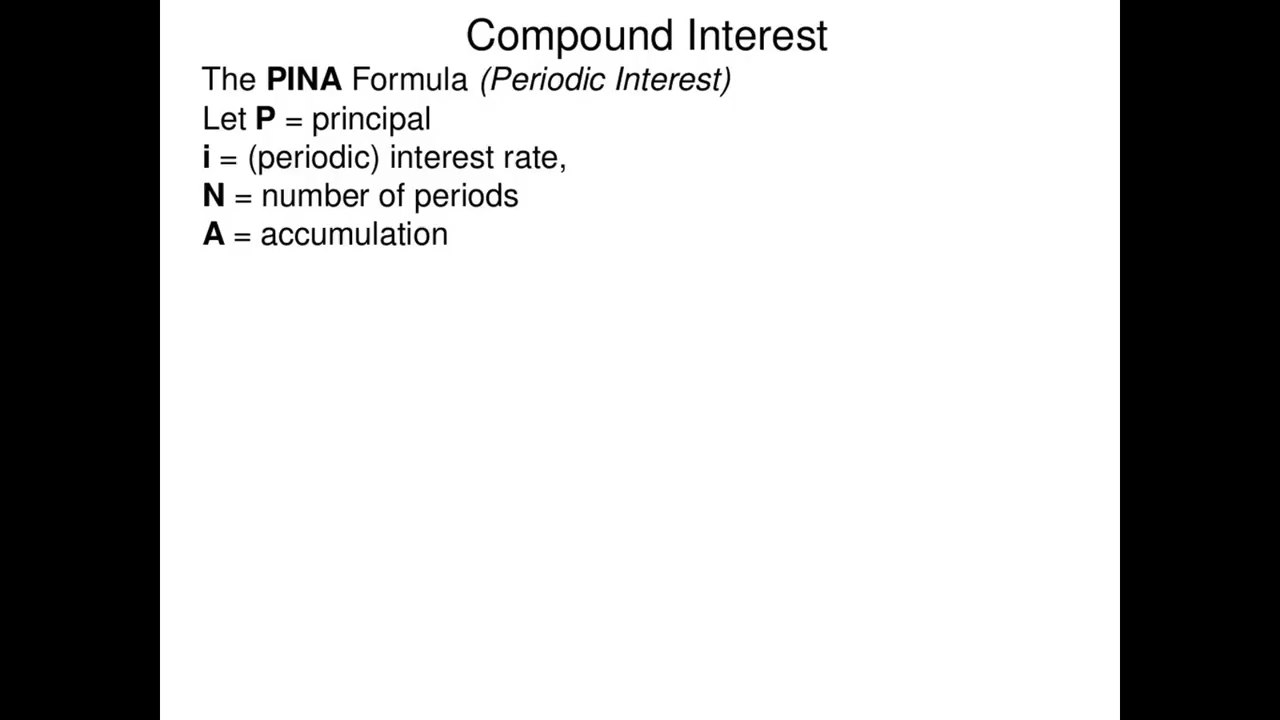 Compound Interest
The PINA Formula (Periodic Interest)
Let P = principal
i = (periodic) interest rate,
N = number of periods
A = accumulation